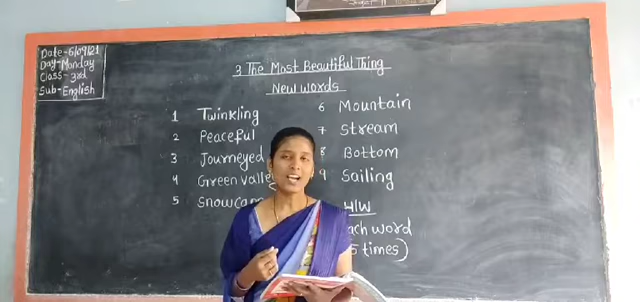 Date-6/09/21
Day-Monday
Class-3rd
Sub-English
3 The Most Beautiful Thing
New words
1 Twinkling
2 Peaceful
3 Journeyed
4 Green valley
5 Snowca
6 Mountain
7 Stream
8 Bottom
9 Sailing
H/W
ach word
5 times)